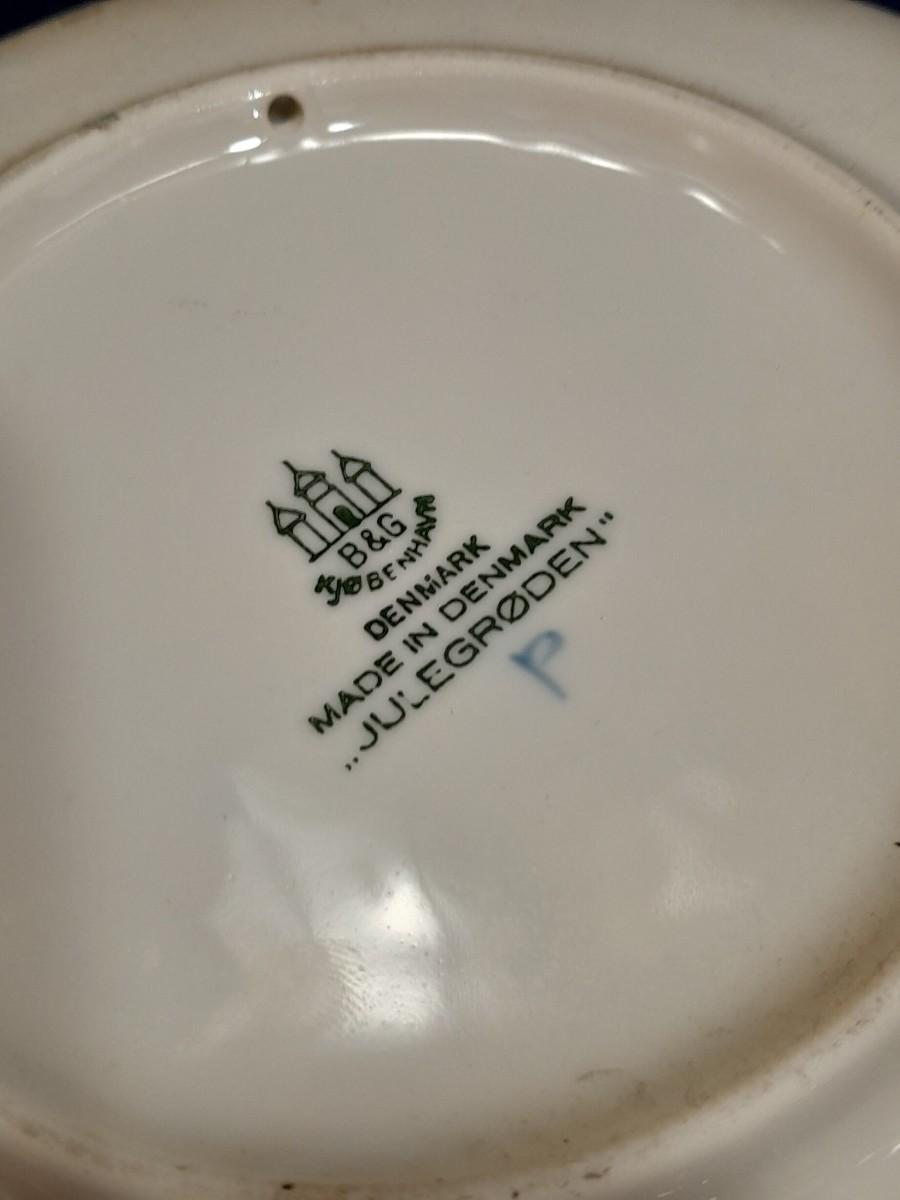 B&G
KJØBENHAVN
DENMARK
MADE IN DENMARK
„JULEGRØDEN"
P